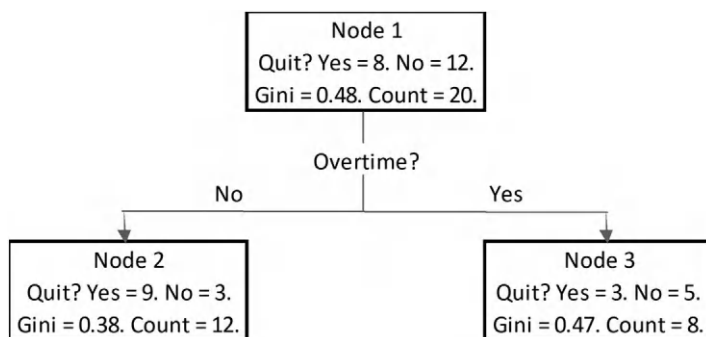 Node 1
Quit? Yes = 8. No = 12.
Gini = 0.48. Count = 20.
Overtime?
No
Yes
Node 2
Quit? Yes = 9. No = 3.
Gini = 0.38. Count = 12.
Node 3
Quit? Yes = 3. No = 5.
Gini = 0.47. Count = 8.